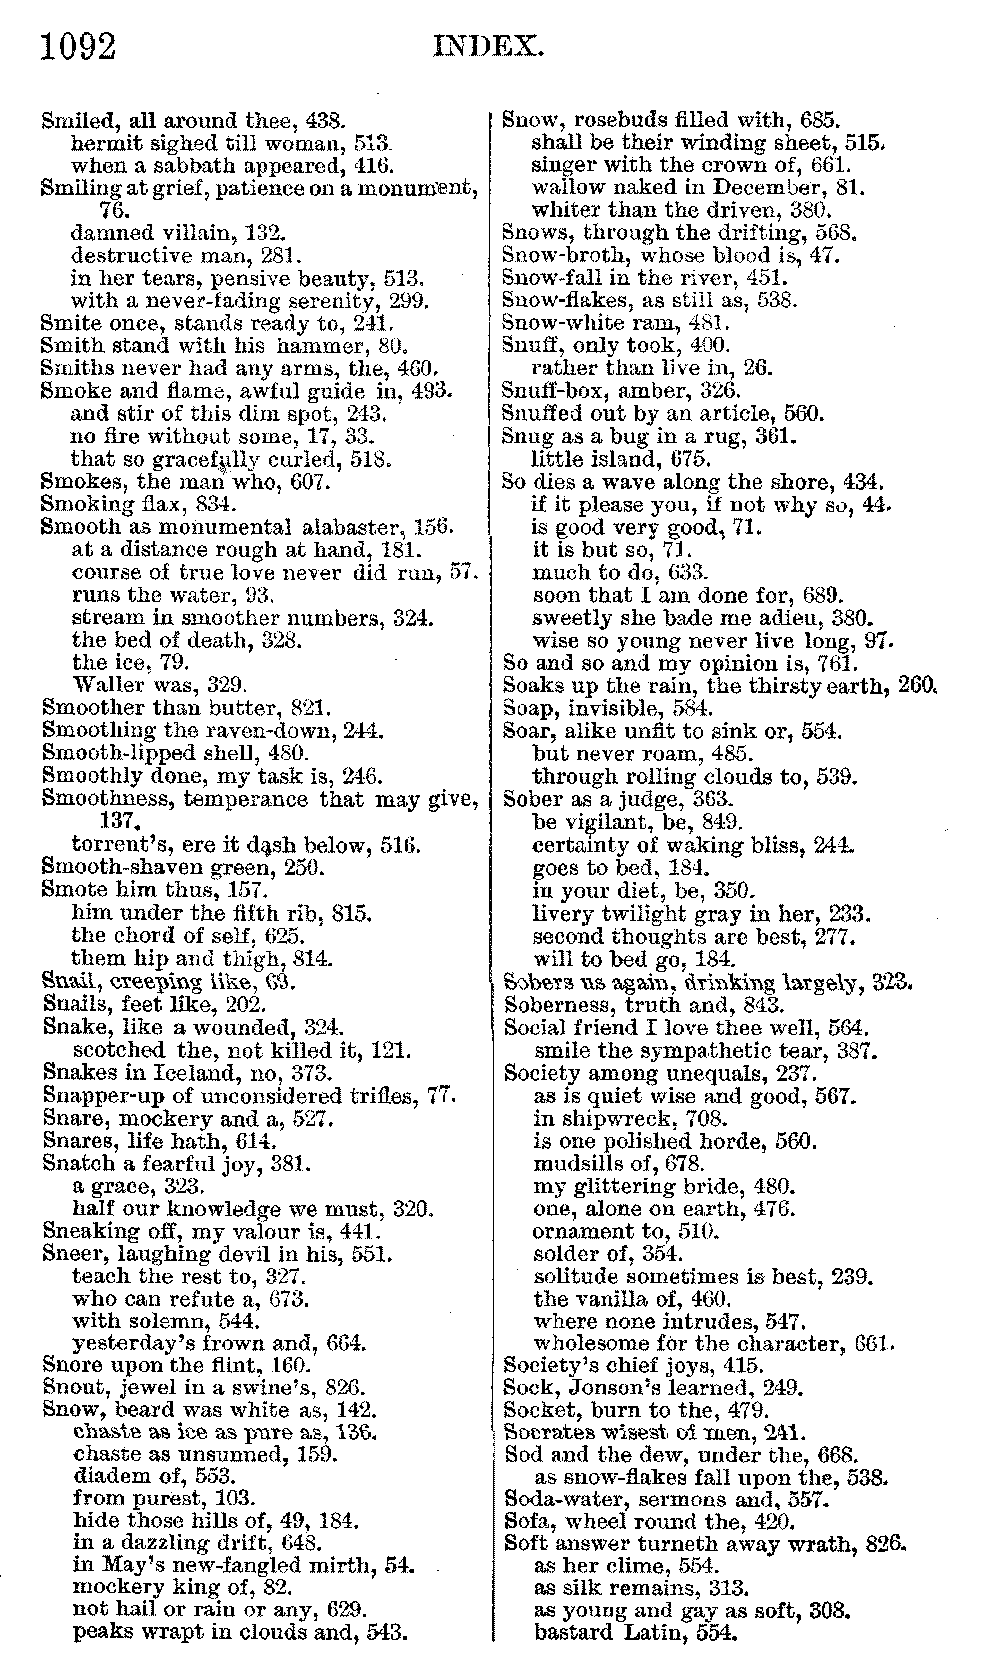 1092
INDEX.
Smiled, all around thee, 438.
hermit sighed till woman, 513.
when a sabbath appeared, 416.
Smiling at grief, patience on a monument,
76.
damned villain, 132.
destructive man, 281.
in her tears, pensive beauty, 513.
with a never-fading serenity, 299.
Smite once, stands ready to, 241.
Smith stand with his hammer, 80.
Smiths never had any arms, the, 460.
Smoke and flame, awful guide in, 493.
and stir of this dim spot, 243.
no fire without some, 17, 33.
that so gracefully curled, 518.
Smokes, the man who, 607.
Smoking flax, 834.
Smooth as monumental alabaster, 156.
at a distance rough at hand, 181.
course of true love never did run, 57.
runs the water, 93.
stream in smoother numbers, 324.
the bed of death, 328.
the ice, 79.
Waller was, 329.
Smoother than butter, 821.
Smoothing the raven-down, 244.
Smooth-lipped shell, 480.
Smoothly done, my task is, 246.
Smoothness, temperance that may give,
137.
torrent's, ere it dash below, 516.
Smooth-shaven green, 250.
Smote him thus, 157.
him under the fifth rib, 815.
the chord of self, 625.
them hip and thigh, 814.
Snail, creeping like, 69.
Snails, feet like, 202.
Snake, like a wounded, 324.
scotched the, not killed it, 121.
Snakes in Iceland, no, 373.
Snapper-up of unconsidered trifles, 77.
Snare, mockery and a, 527.
Snares, life hath, 614.
Snatch a fearful joy, 381.
a grace, 323.
half our knowledge we must, 320.
Sneaking off, my valour is, 441.
Sneer, laughing devil in his, 551.
teach the rest to, 327.
who can refute a, 673.
with solemn, 544.
yesterday's frown and, 664.
Snore upon the flint, 160.
Snout, jewel in a swine's, 826.
Snow, beard was white as, 142.
chaste as ice as pure as, 136.
chaste as unsunned, 159.
diadem of, 553.
from purest, 103.
hide those hills of, 49, 184.
in a dazzling drift, 648.
in May's new-fangled mirth, 54.
mockery king of, 82.
not hail or rain or any, 629.
peaks wrapt in clouds and, 543.
Snow, rosebuds filled with, 685.
shall be their winding sheet, 515.
singer with the crown of, 661.
wallow naked in December, 81.
whiter than the driven, 380.
Snows, through the drifting, 568.
Snow-broth, whose blood is, 47.
Snow-fall in the river, 451.
Snow-flakes, as still as, 538.
Snow-white ram, 481.
Snuff, only took, 400.
rather than live in, 26.
Snuff-box, amber, 326.
Snuffed out by an article, 560.
Snug as a bug in a rug, 361.
little island, 675.
So dies a wave along the shore, 434.
if it please you, if not why so, 44.
is good very good, 71.
it is but so, 71.
much to do, 633.
soon that I am done for, 689.
sweetly she bade me adieu, 380.
wise so young never live long, 97.
So and so and my opinion is, 761.
Soaks up the rain, the thirsty earth, 260.
Soap, invisible, 584.
Soar, alike unfit to sink or, 554.
but never roam, 485.
through rolling clouds to, 539.
Sober as a judge, 363.
be vigilant, be, 849.
certainty of waking bliss, 244.
goes to bed, 184.
in your diet, be, 350.
livery twilight gray in her, 233.
second thoughts are best, 277.
will to bed go, 184.
Sobers us again, drinking largely, 323.
Soberness, truth and, 843.
Social friend I love thee well, 564.
smile the sympathetic tear, 387.
Society among unequals, 237.
as is quiet wise and good, 567.
in shipwreck, 708.
is one polished horde, 560.
mudsills of, 678.
my glittering bride, 480.
one, alone on earth, 476.
ornament to, 510.
solder of, 354.
solitude sometimes is best, 239.
the vanilla of, 460.
where none intrudes, 547.
wholesome for the character, 661.
Society's chief joys, 415.
Sock, Jonson's learned, 249.
Socket, burn to the, 479.
Socrates wisest of men, 241.
Sod and the dew, under the, 668.
as snow-flakes fall upon the, 538.
Soda-water, sermons and, 557.
Sofa, wheel round the, 420.
Soft answer turneth away wrath, 826.
as her clime, 554.
as silk remains, 313.
as young and gay as soft, 308.
bastard Latin, 554.